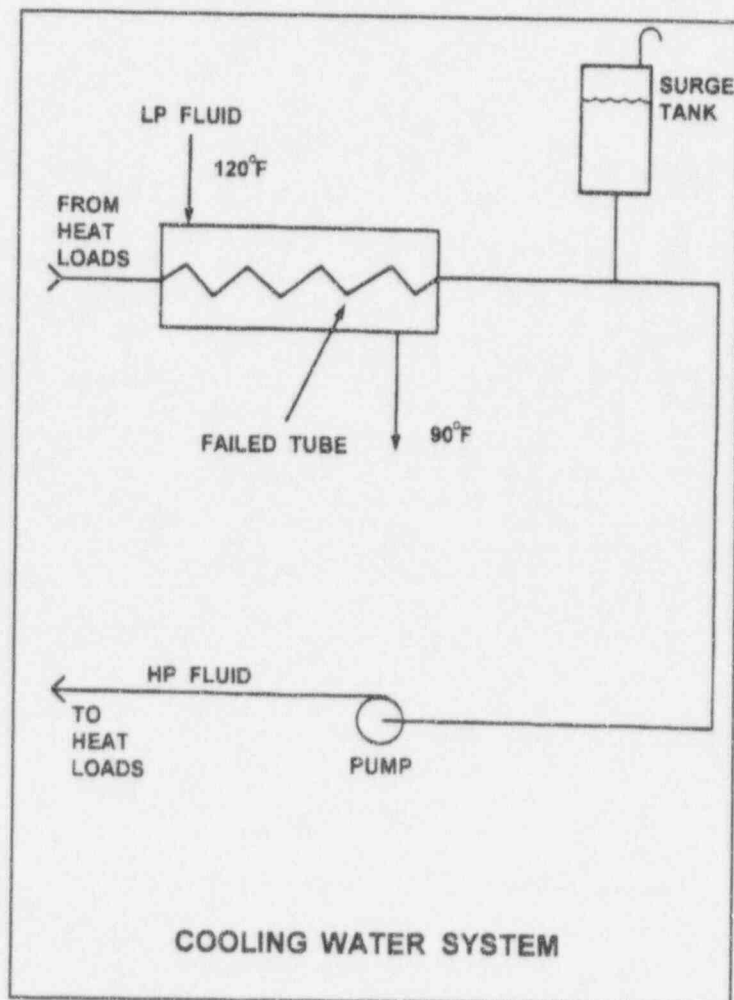 SURGE
TANK
LP FLUID
120°F
FROM
HEAT
LOADS
FAILED TUBE
90°F
HP FLUID
TO
HEAT
LOADS
PUMP
COOLING WATER SYSTEM